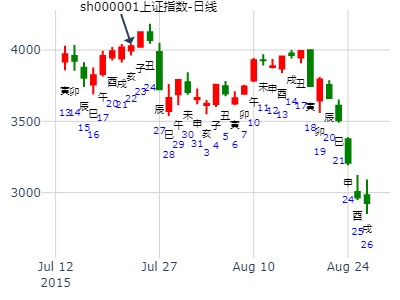 sh000001上证指数-日线
4000
3500
3000
寅
13
卯
14
辰
15
巳
16
午
17
酉
20
戌
21
亥
22
子
23
丑
24
辰
27
巳
28
午
29
未
30
申
31
亥
3
子
4
丑
5
寅
6
卯
7
午
10
未
11
申
12
酉
13
戌
14
丑
17
寅
18
卯
19
辰
20
巳
21
申
24
酉
25
戌
26
Jul 12
2015
Jul 27
Aug 10
Aug 24